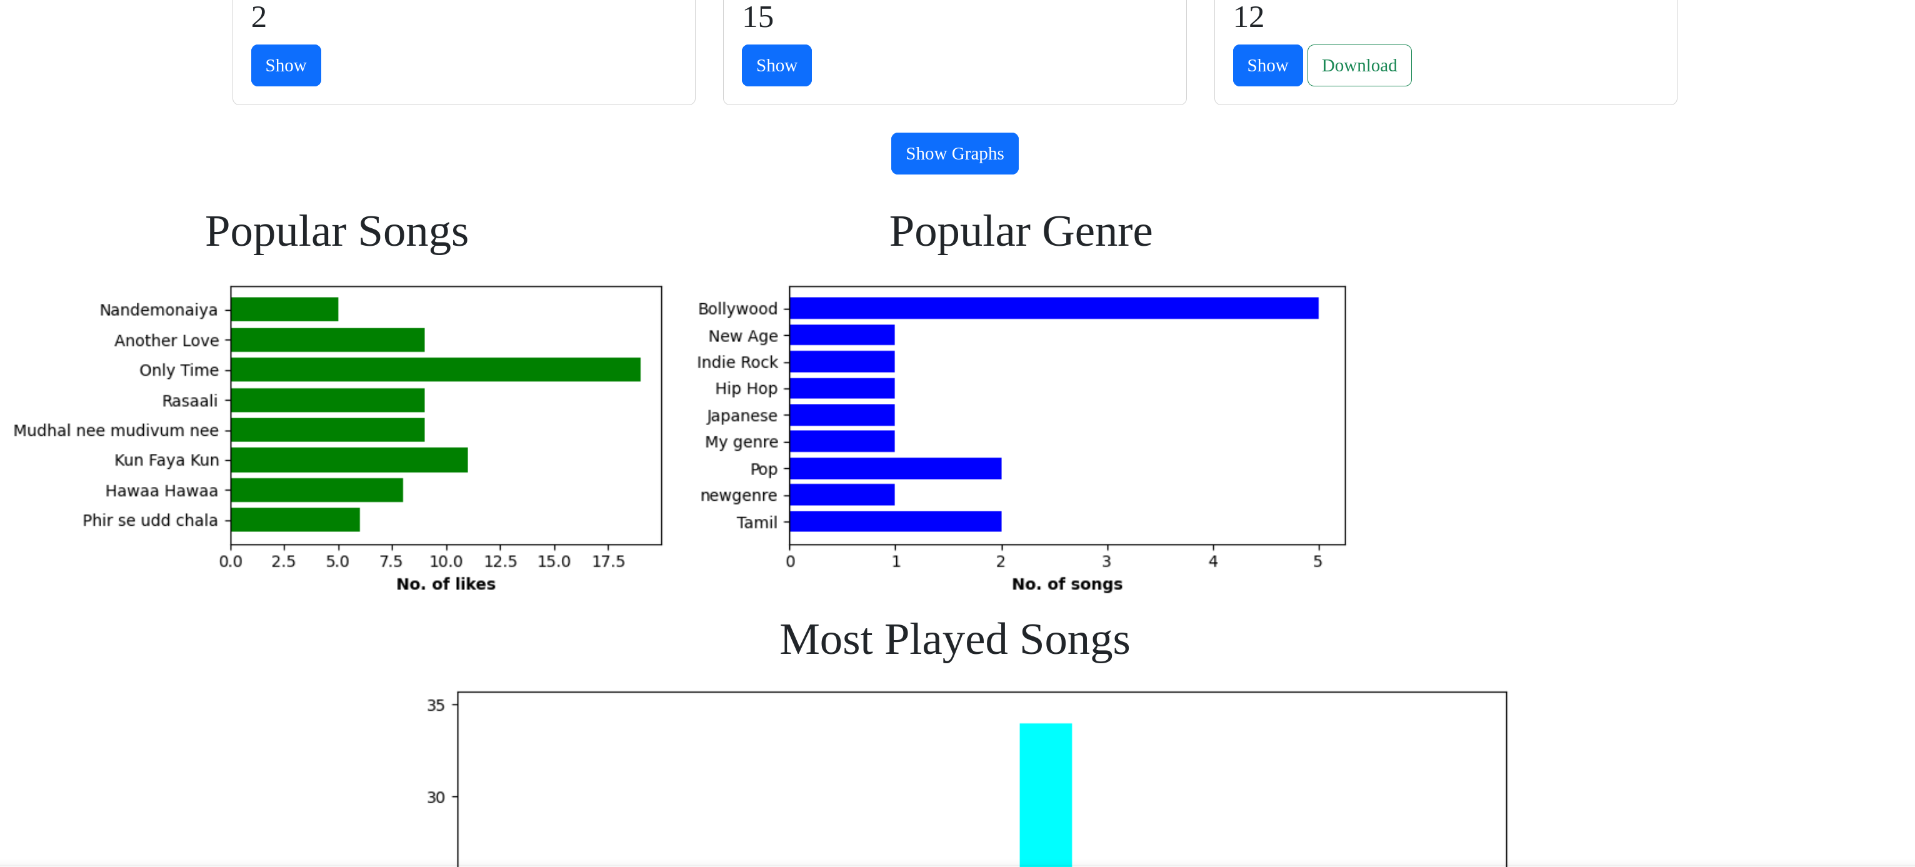 2 15 12
Show Show Show Download
Show Graphs
Popular Songs
Nandemonaiya
Another Love
Only Time
Rasaali
Mudhal nee mudivum nee
Kun Faya Kun
Hawaa Hawaa
Phir se udd chala
0.0 2.5 5.0 7.5 10.0 12.5 15.0 17.5
No. of likes
Popular Genre
Bollywood
New Age
Indie Rock
Hip Hop
Japanese
My genre
Pop
newgenre
Tamil
0 1 2 3 4 5
No. of songs
Most Played Songs
35
30